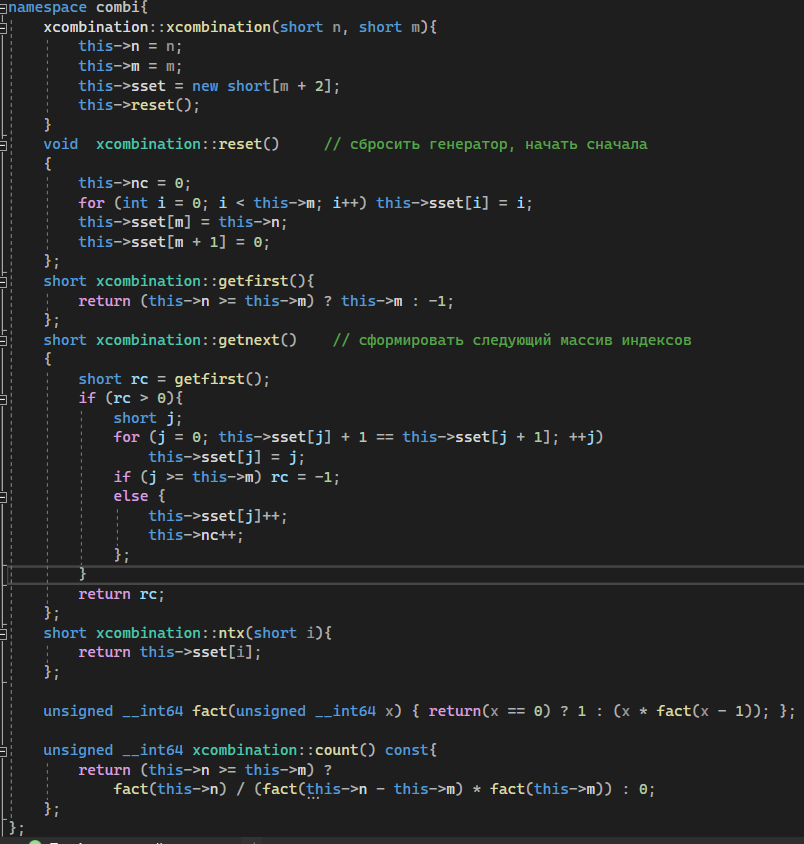 namespace combi{
    xcombination::xcombination(short n, short m){
        this->n = n;
        this->m = m;
        this->sset = new short[m + 2];
        this->reset();
    }
    void  xcombination::reset()     // сбросить генератор, начать сначала
    {
        this->nc = 0;
        for (int i = 0; i < this->m; i++) this->sset[i] = i;
        this->sset[m] = this->n;
        this->sset[m + 1] = 0;
    };
    short xcombination::getfirst(){
        return (this->n >= this->m) ? this->m : -1;
    };
    short xcombination::getnext()    // сформировать следующий массив индексов
    {
        short rc = getfirst();
        if (rc > 0){
            short j;
            for (j = 0; this->sset[j] + 1 == this->sset[j + 1]; ++j)
                this->sset[j] = j;
            if (j >= this->m) rc = -1;
            else {
                this->sset[j]++;
                this->nc++;
            };
        }
        return rc;
    };
    short xcombination::ntx(short i){
        return this->sset[i];
    };

    unsigned __int64 fact(unsigned __int64 x) { return(x == 0) ? 1 : (x * fact(x - 1)); };

    unsigned __int64 xcombination::count() const{
        return (this->n >= this->m) ?
            fact(this->n) / (fact(this->n - this->m) * fact(this->m)) : 0;
    };
};